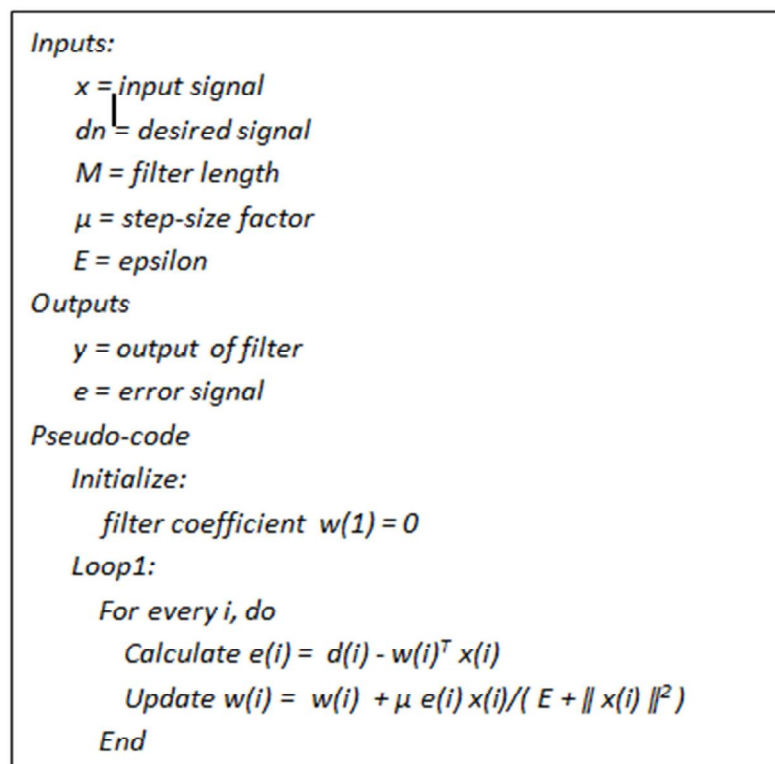 Inputs:
x = input signal
dn = desired signal
M = filter length
μ = step-size factor
E = epsilon
Outputs
y = output of filter
e = error signal
Pseudo-code
Initialize:
filter coefficient w(1) = 0
Loop1:
For every i, do
Calculate e(i) = d(i) - w(i)ᵀ x(i)
Update w(i) = w(i) + μ e(i) x(i)/( E + ‖ x(i) ‖² )
End